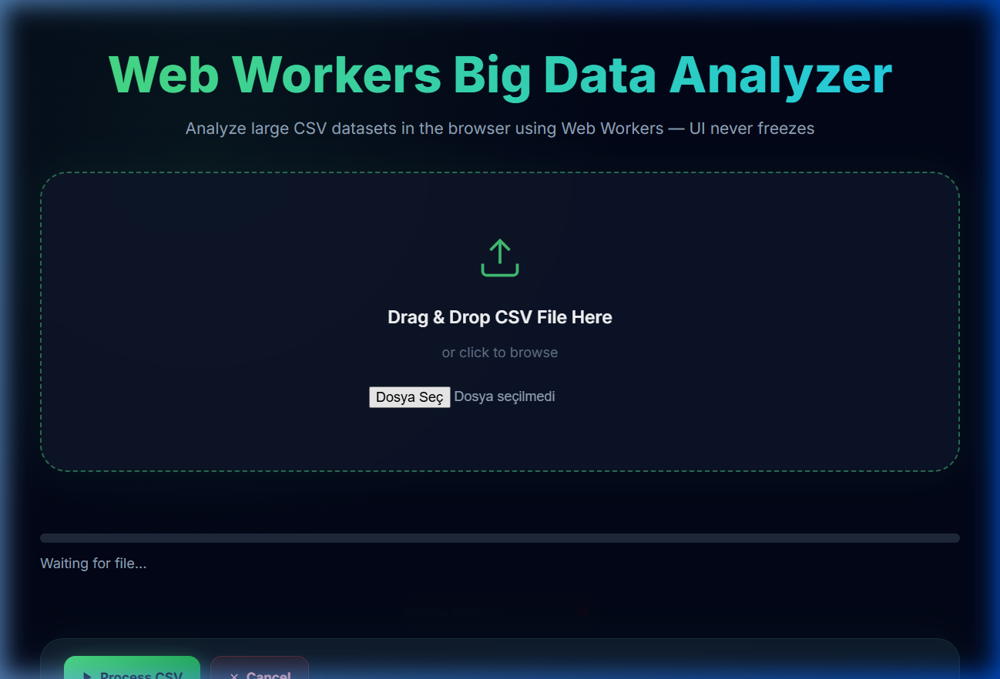 Web Workers Big Data Analyzer
Analyze large CSV datasets in the browser using Web Workers — UI never freezes
Drag & Drop CSV File Here
or click to browse
Dosya Seç Dosya seçilmedi
Waiting for file...
▶ Process CSV × Cancel